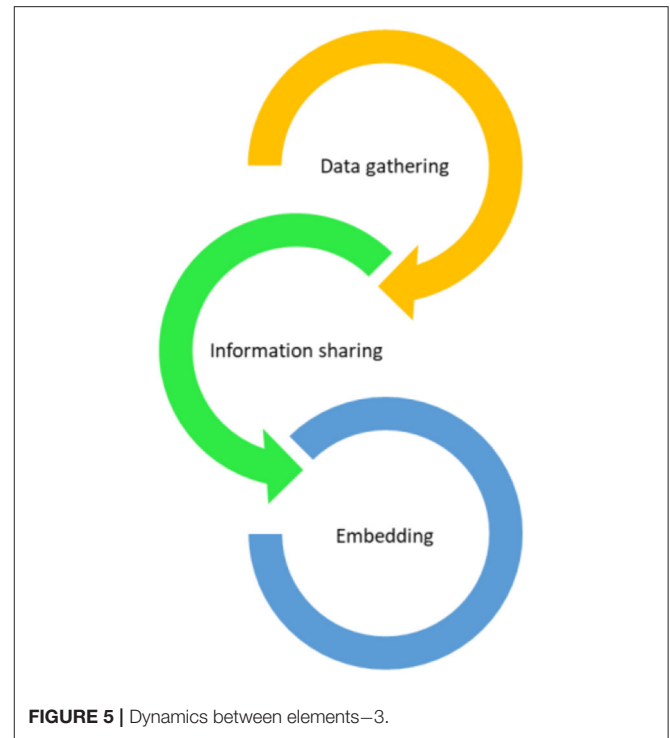 Data gathering
Information sharing
Embedding
FIGURE 5 | Dynamics between elements—3.